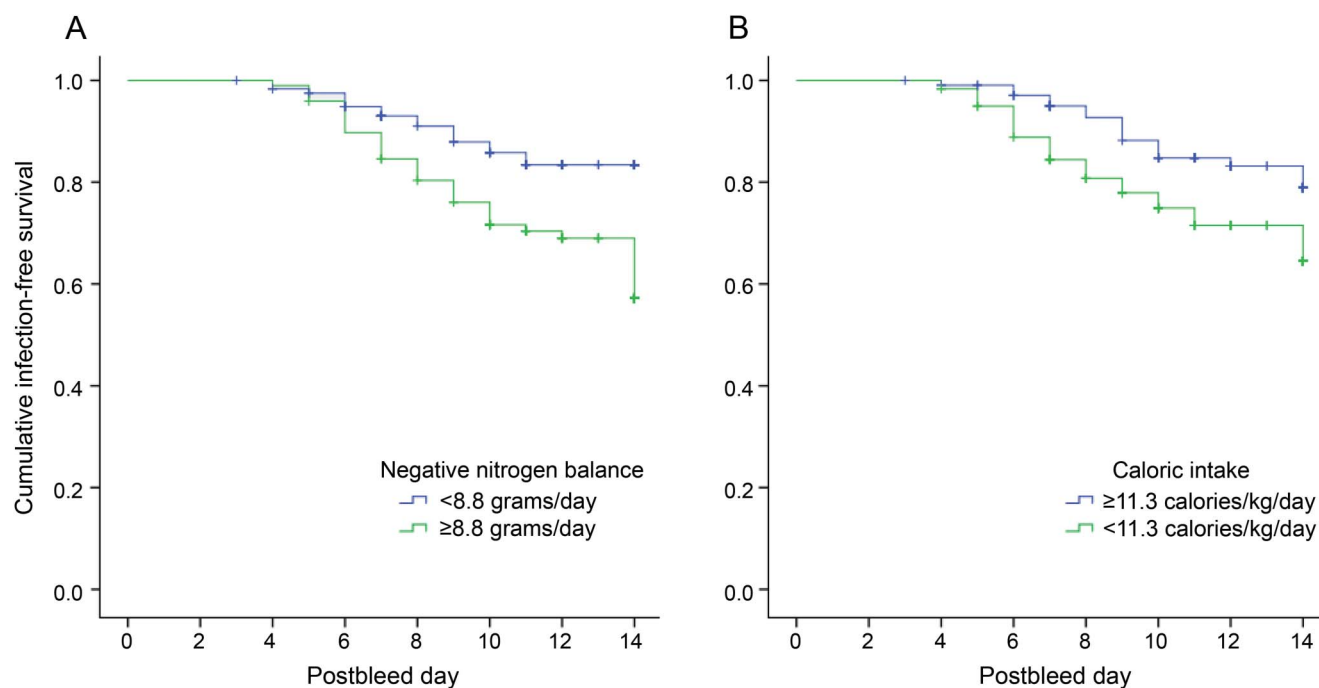 A
Cumulative infection-free survival
1.0
0.8
0.6
0.4
0.2
0.0
Negative nitrogen balance
<8.8 grams/day
≥8.8 grams/day
0 2 4 6 8 10 12 14
Postbleed day
B
1.0
0.8
0.6
0.4
0.2
0.0
Caloric intake
≥11.3 calories/kg/day
<11.3 calories/kg/day
0 2 4 6 8 10 12 14
Postbleed day